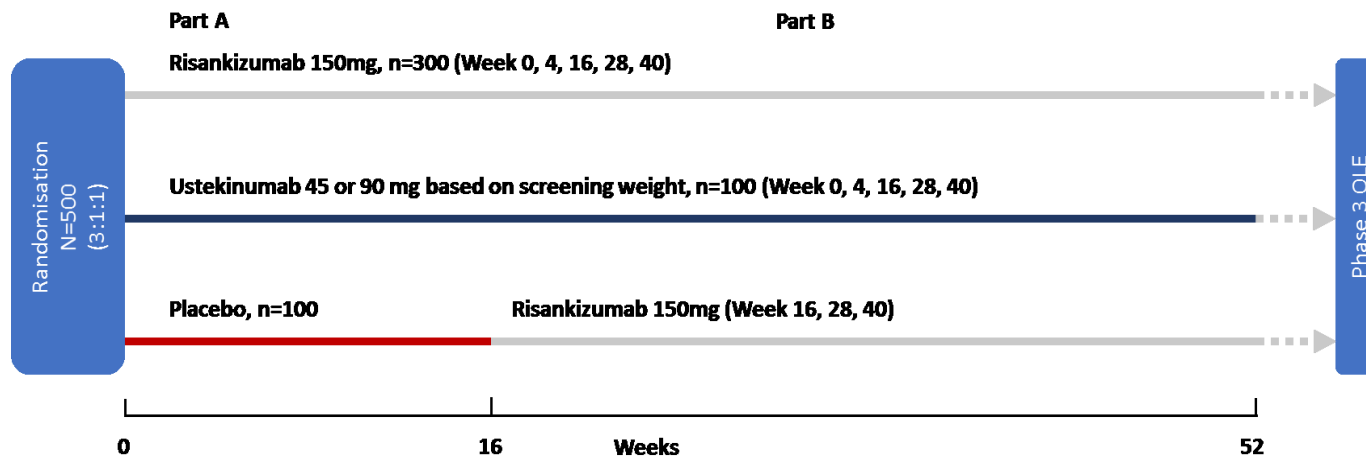 Part A
Part B
Risankizumab 150mg, n=300 (Week 0, 4, 16, 28, 40)
Randomisation
N=500
(3:1:1)
Ustekinumab 45 or 90 mg based on screening weight, n=100 (Week 0, 4, 16, 28, 40)
Phase 3 OLE
Placebo, n=100
Risankizumab 150mg (Week 16, 28, 40)
0
16
Weeks
52